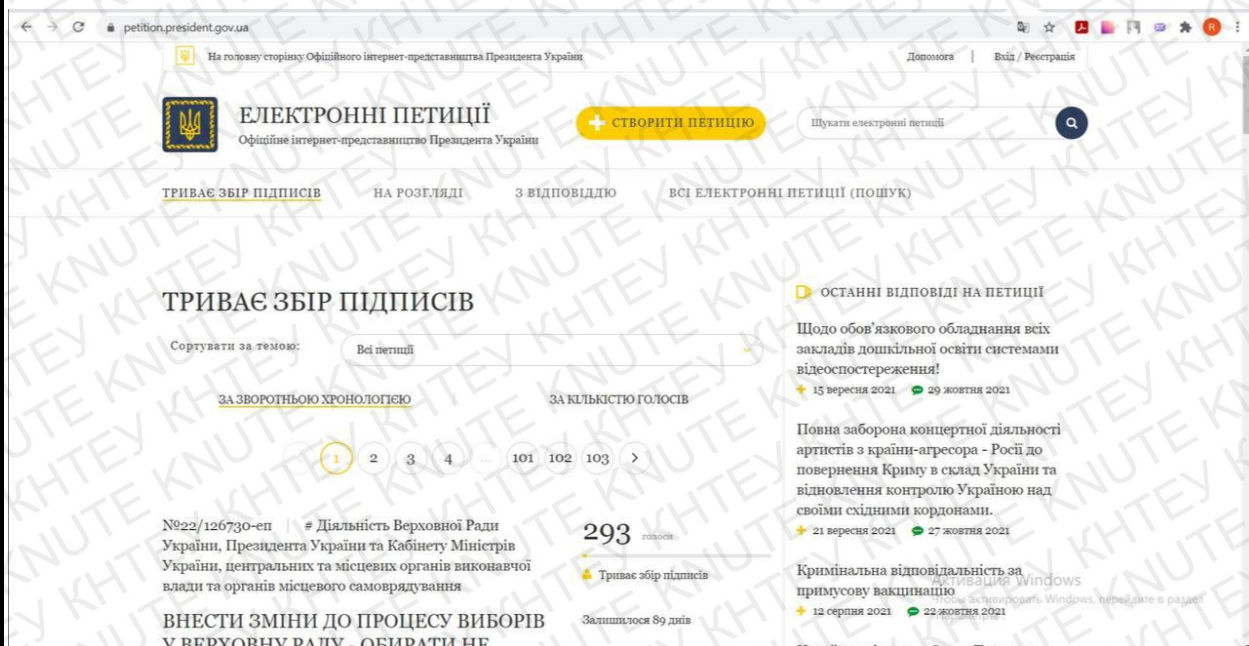 petition.president.gov.ua
На головну сторінку Офіційного інтернет-представництва Президента України
Допомога | Вхід / Реєстрація
ЕЛЕКТРОННІ ПЕТИЦІЇ
Офіційне інтернет-представництво Президента України
СТВОРИТИ ПЕТИЦІЮ
Шукати електронні петиції
ТРИВАЄ ЗБІР ПІДПИСІВ
НА РОЗГЛЯДІ
З ВІДПОВІДДЮ
ВСІ ЕЛЕКТРОННІ ПЕТИЦІЇ (ПОШУК)
ТРИВАЄ ЗБІР ПІДПИСІВ
Сортувати за темою:
Всі петиції
ЗА ЗВОРОТНЬОЮ ХРОНОЛОГІЄЮ
ЗА КІЛЬКІСТЮ ГОЛОСІВ
1 2 3 4 ... 101 102 103 >
№22/126730-еп | # Діяльність Верховної Ради
України, Президента України та Кабінету Міністрів
України, центральних та місцевих органів виконавчої
влади та органів місцевого самоврядування
ВНЕСТИ ЗМІНИ ДО ПРОЦЕСУ ВИБОРІВ
У ВЕРХОВНУ РАДУ - ОБИРАТИ НЕ
293 голоси
Триває збір підписів
Залишилося 89 днів
ОСТАННІ ВІДПОВІДІ НА ПЕТИЦІЇ
Щодо обов'язкового обладнання всіх
закладів дошкільної освіти системами
відеоспостереження!
15 вересня 2021 29 жовтня 2021
Повна заборона концертної діяльності
артистів з країни-агресора - Росії до
повернення Криму в склад України та
відновлення контролю Україною над
своїми східними кордонами.
21 вересня 2021 27 жовтня 2021
Кримінальна відповідальність за
примусову вакцинацію
12 серпня 2021 22 жовтня 2021
Активация Windows
Чтобы активировать Windows, перейдите в раздел
KNUTE KHTEY